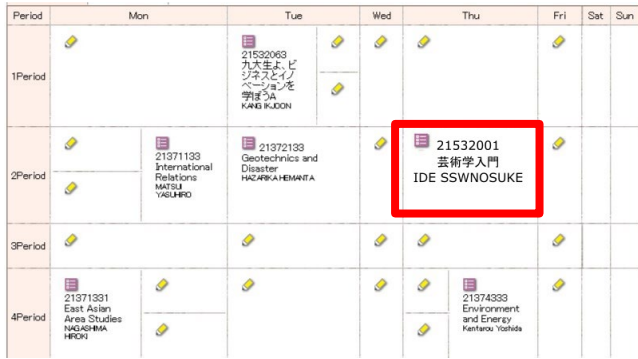 Period Mon Tue Wed Thu Fri Sat Sun
1Period
21532063
九大生よ、ビ
ジネスとイノ
ベーションを
学ぼうA
KANG IKJOON
2Period
21371133
International
Relations
MATSUI
YASUHIRO
21372133
Geotechnics and
Disaster
HAZARIKA HEMANTA
21532001
芸術学入門
IDE SSWNOSUKE
3Period
4Period
21371331
East Asian
Area Studies
NAGASHIMA
HIROKI
21374333
Environment
and Energy
Kentarou Yoshida